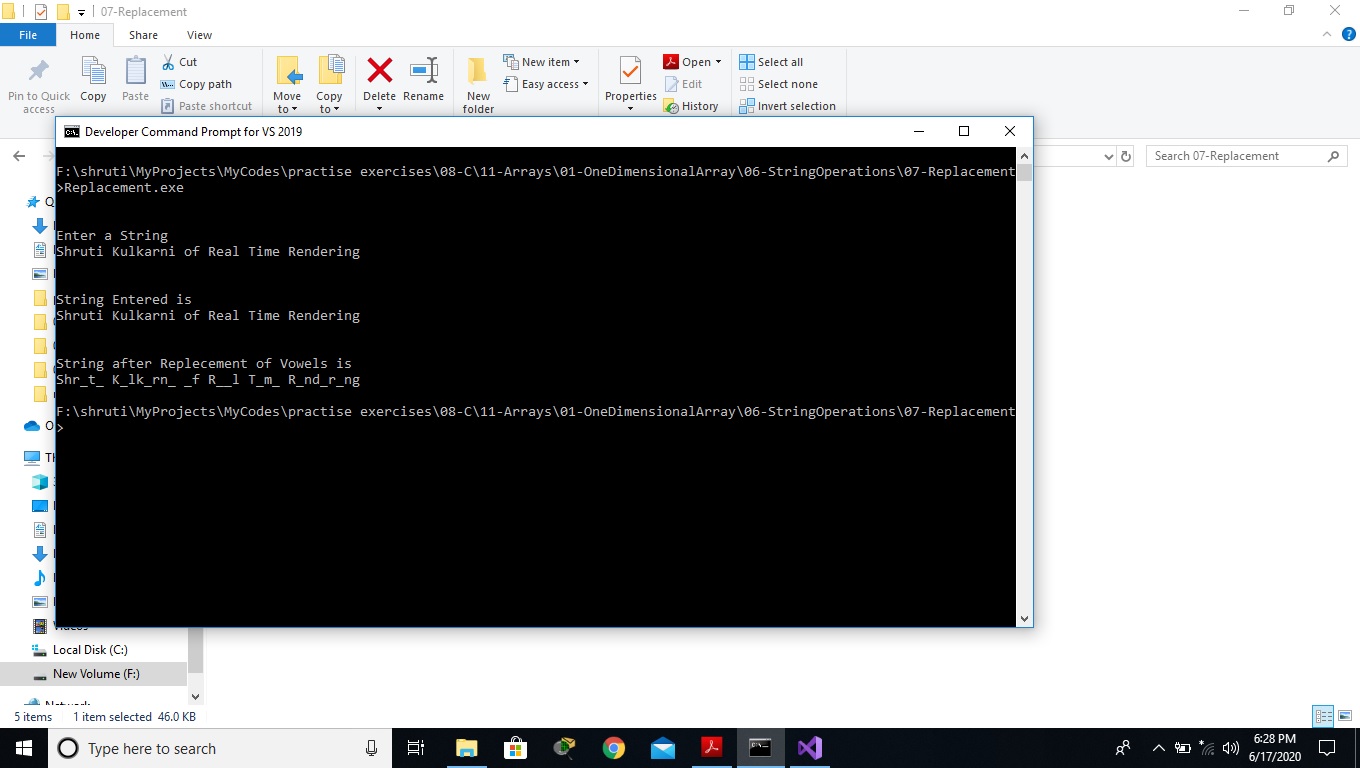 07-Replacement
File Home Share View
Pin to Quick access
Copy
Paste
Cut
Copy path
Paste shortcut
Move to
Copy to
Delete
Rename
New folder
New item
Easy access
Properties
Open
Edit
History
Select all
Select none
Invert selection
Search 07-Replacement
Developer Command Prompt for VS 2019
F:\shruti\MyProjects\MyCodes\practise exercises\08-C\11-Arrays\01-OneDimensionalArray\06-StringOperations\07-Replacement
>Replacement.exe
Enter a String
Shruti Kulkarni of Real Time Rendering
String Entered is
Shruti Kulkarni of Real Time Rendering
String after Replecement of Vowels is
Shr_t_ K_lk_rn_ _f R__l T_m_ R_nd_r_ng
F:\shruti\MyProjects\MyCodes\practise exercises\08-C\11-Arrays\01-OneDimensionalArray\06-StringOperations\07-Replacement
>
Videos
Local Disk (C:)
New Volume (F:)
Network
5 items 1 item selected 46.0 KB
Type here to search
6:28 PM
6/17/2020